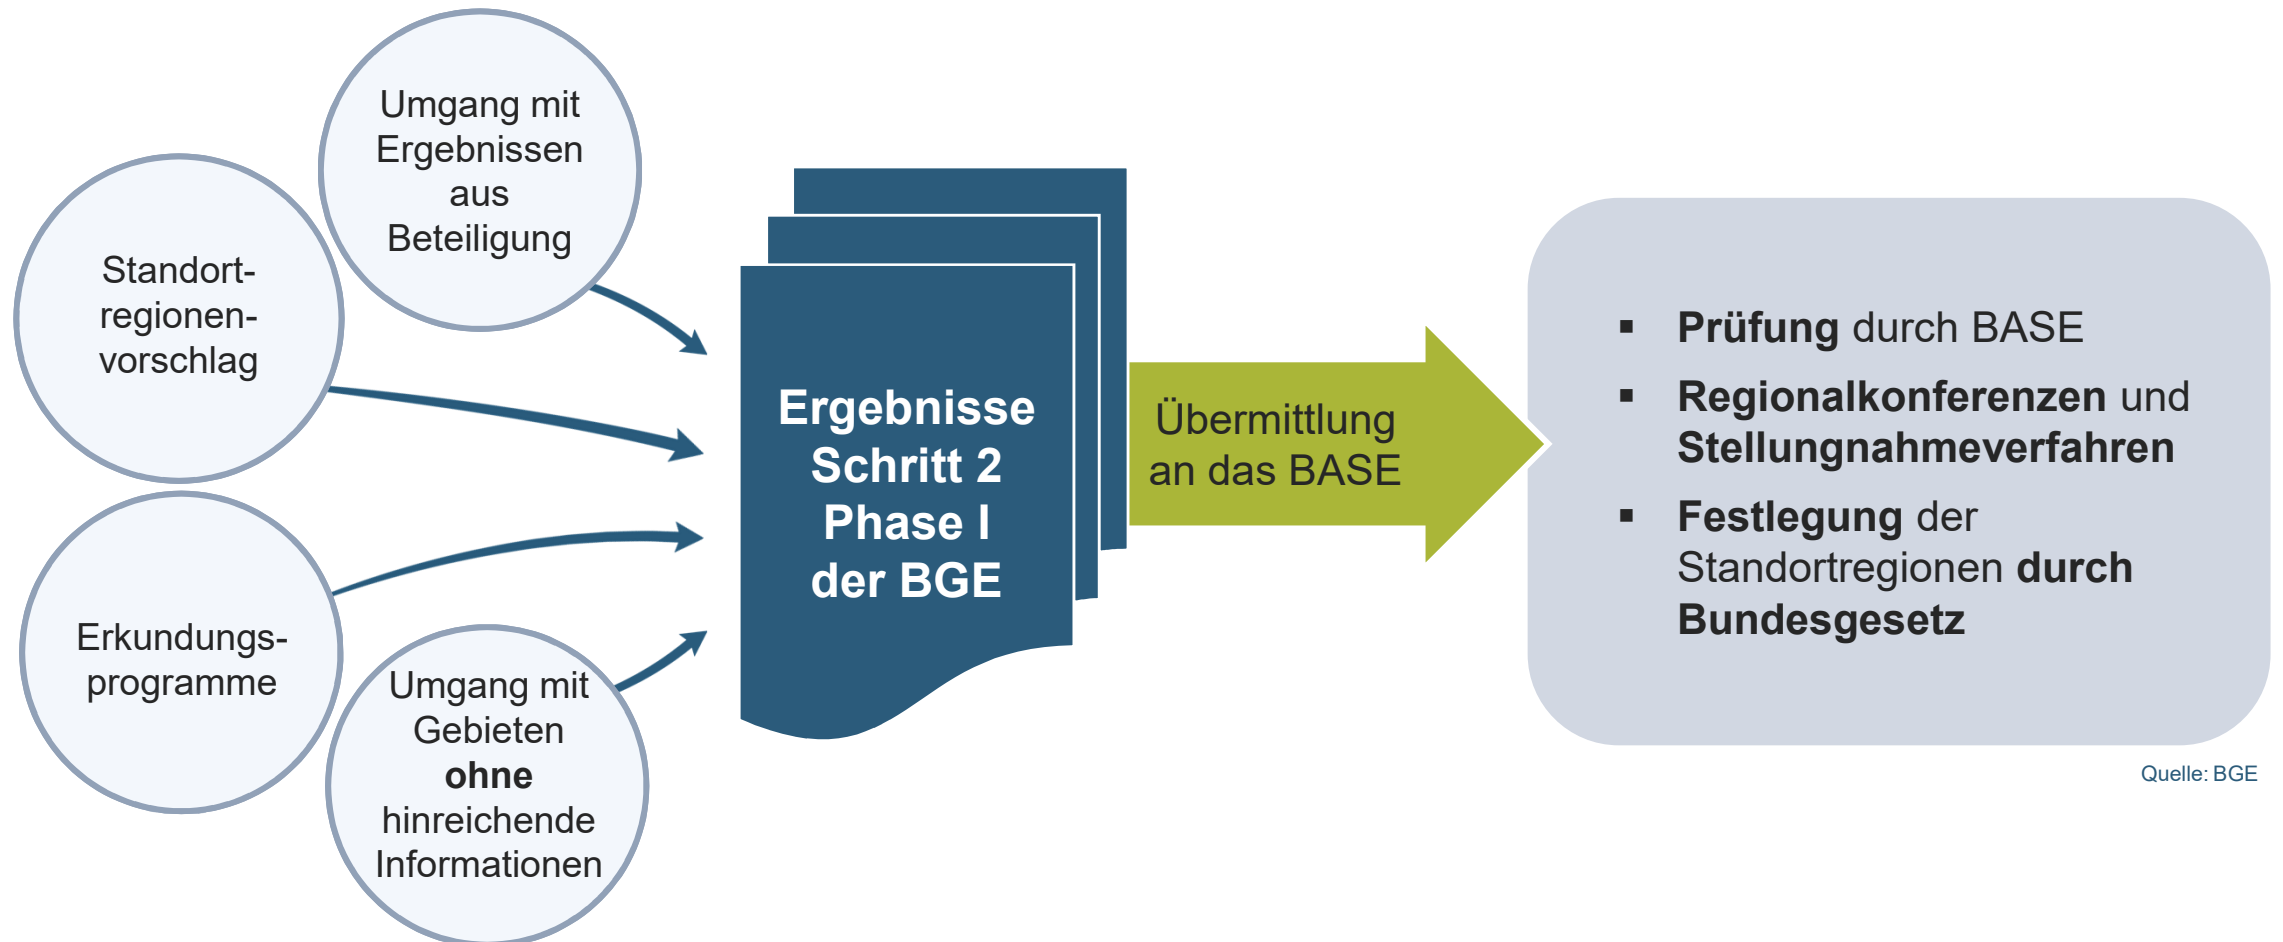 Umgang mit
Ergebnissen
aus
Beteiligung
Standort-
regionen-
vorschlag
Erkundungs-
programme
Umgang mit
Gebieten
ohne
hinreichende
Informationen
Ergebnisse
Schritt 2
Phase I
der BGE
Übermittlung
an das BASE
▪ Prüfung durch BASE
▪ Regionalkonferenzen und
Stellungnahmeverfahren
▪ Festlegung der
Standortregionen durch
Bundesgesetz
Quelle: BGE